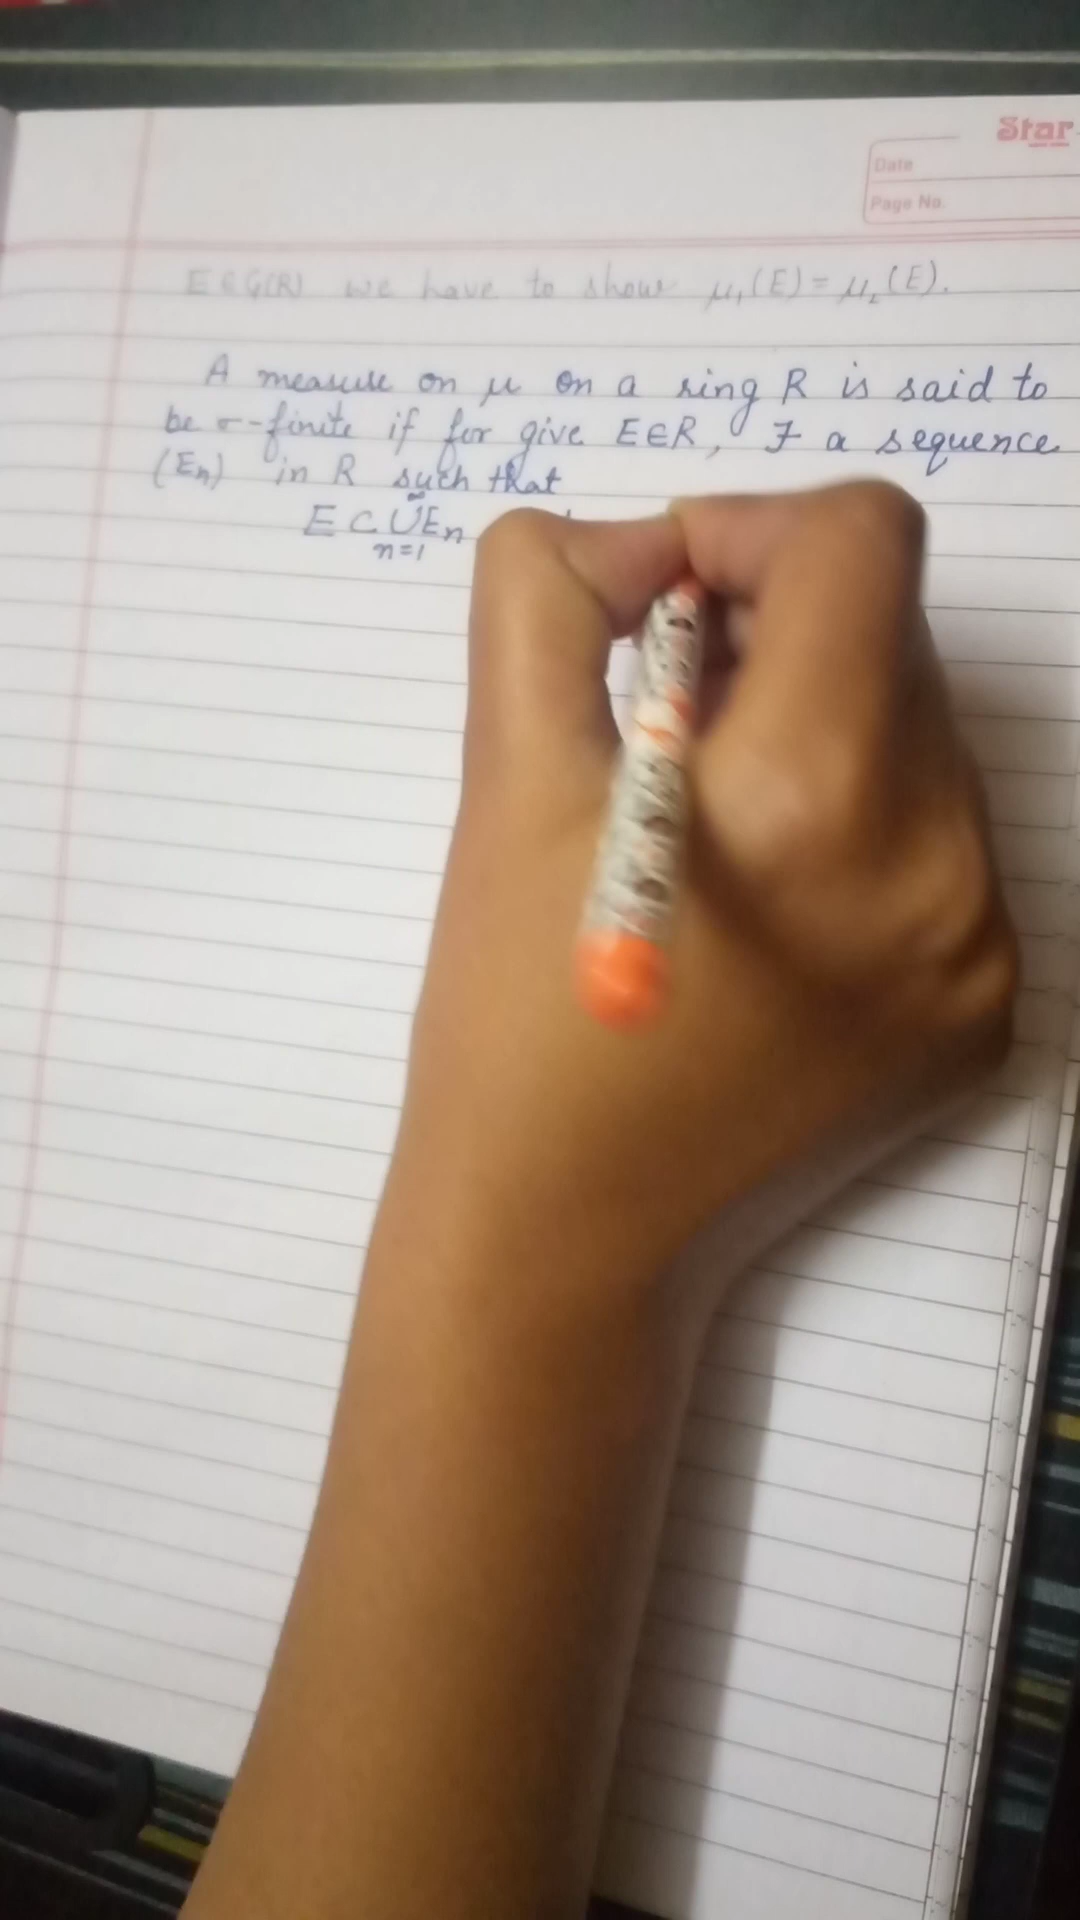 Star
Date
Page No.
E ∈ G(R) we have to show μ₁(E) = μ₂(E).
A measure on μ on a ring R is said to
be σ-finite if for give E∈R, ∃ a sequence
(En) in R such that
E ⊂ ∞∪n=1 En